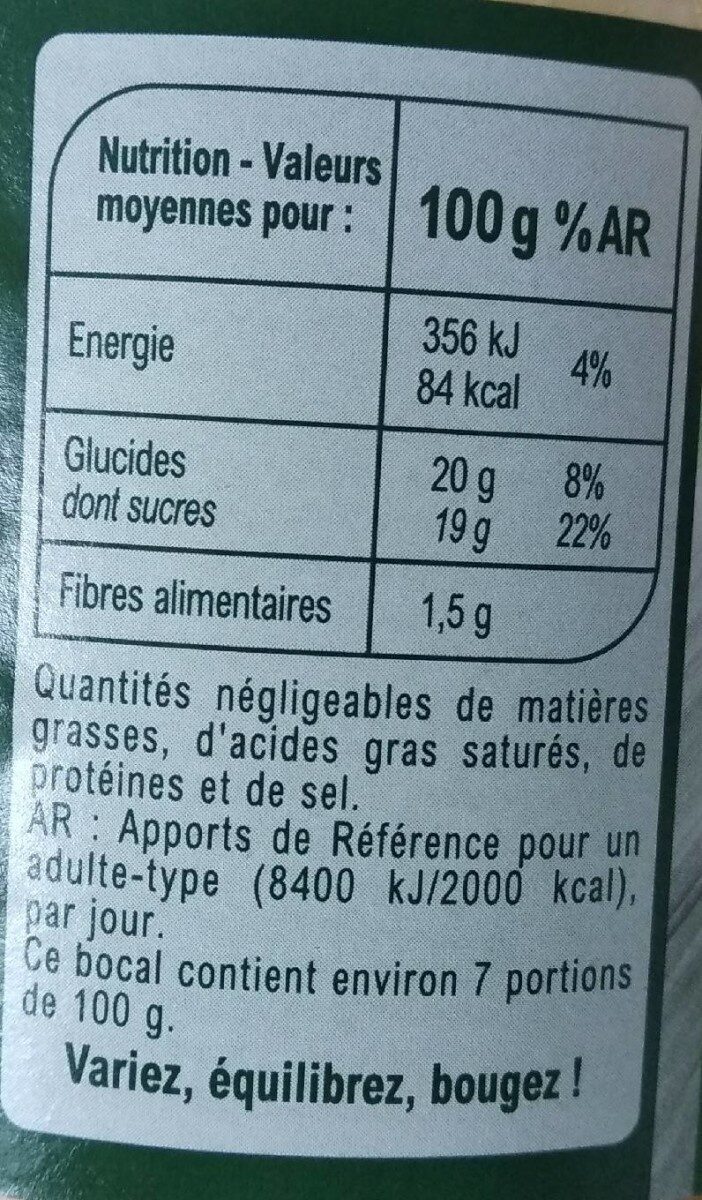 Nutrition - Valeurs
moyennes pour :
100 g % AR
Energie
356 kJ
84 kcal
4%
Glucides 20 g 8%
dont sucres 19 g 22%
Fibres alimentaires 1,5 g
Quantités négligeables de matières
grasses, d'acides gras saturés, de
protéines et de sel.
AR : Apports de Référence pour un
adulte-type (8400 kJ/2000 kcal),
par jour.
Ce bocal contient environ 7 portions
de 100 g.
Variez, équilibrez, bougez !